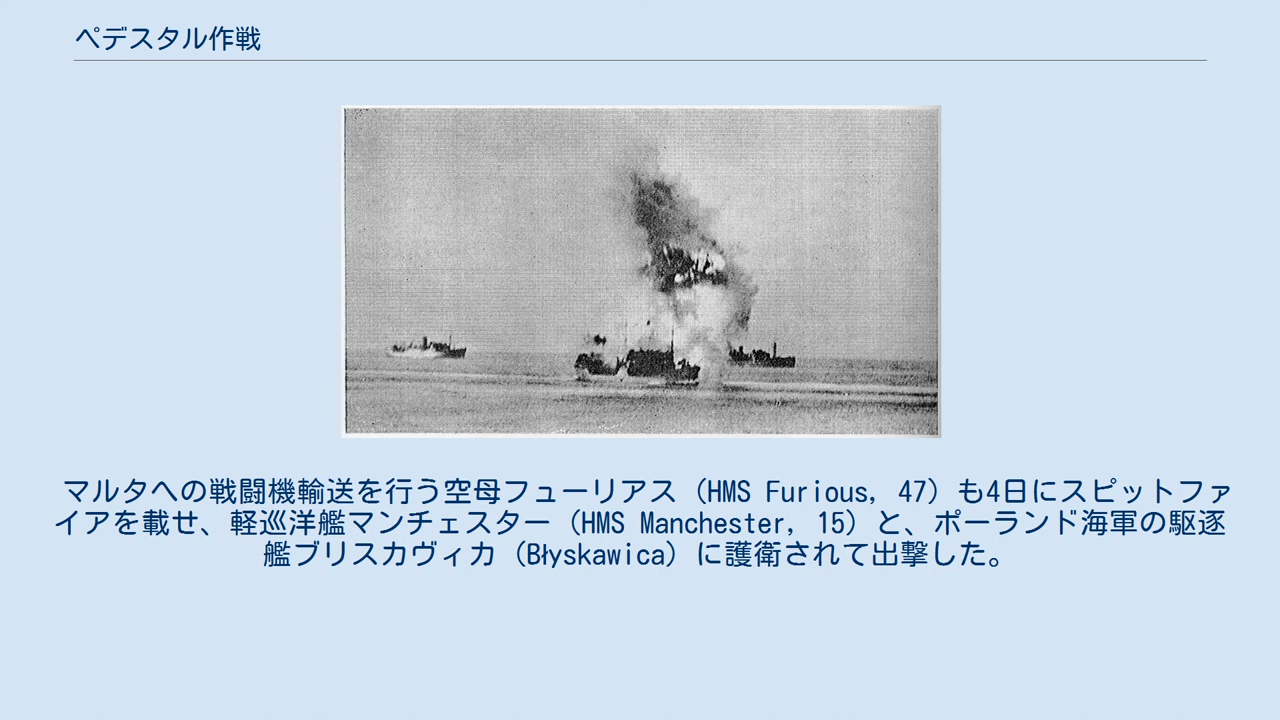 ペデスタル作戦
マルタへの戦闘機輸送を行う空母フューリアス（HMS Furious, 47）も4日にスピットファ
イアを載せ、軽巡洋艦マンチェスター（HMS Manchester, 15）と、ポーランド海軍の駆逐
艦ブリスカヴィカ（Błyskawica）に護衛されて出撃した。